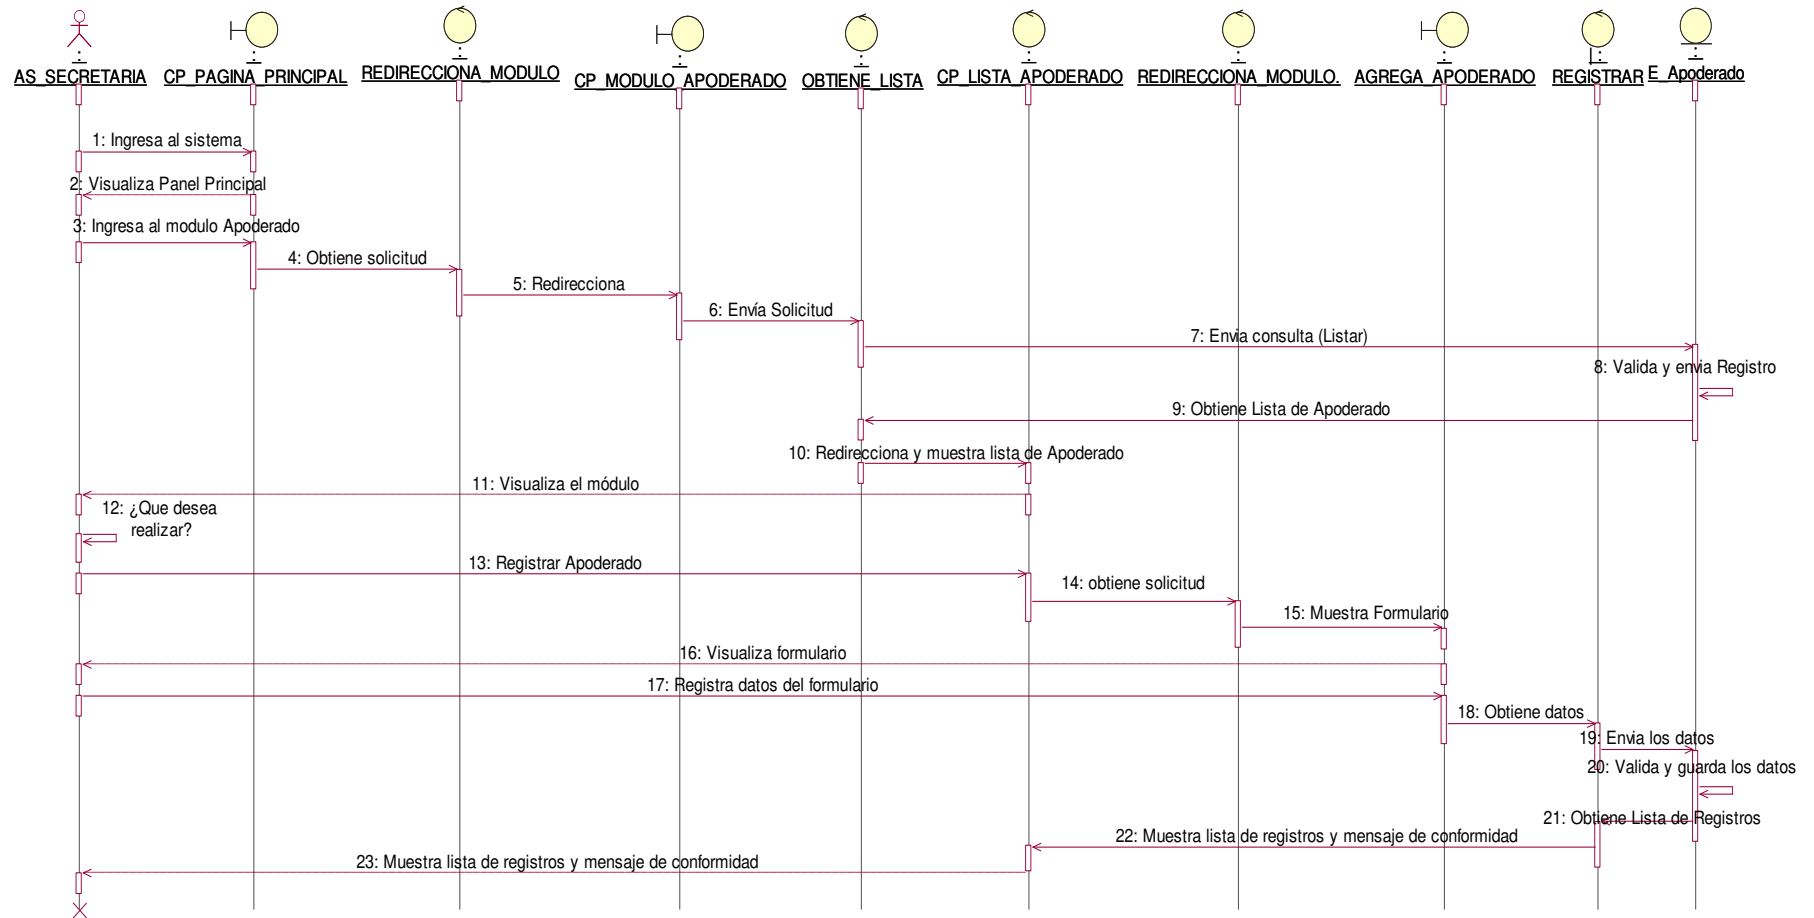 AS_SECRETARIA
CP_PAGINA_PRINCIPAL
REDIRECCIONA_MODULO
CP_MODULO_APODERADO
OBTIENE_LISTA
CP_LISTA_APODERADO
REDIRECCIONA_MODULO.
AGREGA_APODERADO
REGISTRAR
E_Apoderado
1: Ingresa al sistema
2: Visualiza Panel Principal
3: Ingresa al modulo Apoderado
4: Obtiene solicitud
5: Redirecciona
6: Envía Solicitud
7: Envia consulta (Listar)
8: Valida y envia Registro
9: Obtiene Lista de Apoderado
10: Redirecciona y muestra lista de Apoderado
11: Visualiza el módulo
12: ¿Que desea
realizar?
13: Registrar Apoderado
14: obtiene solicitud
15: Muestra Formulario
16: Visualiza formulario
17: Registra datos del formulario
18: Obtiene datos
19: Envia los datos
20: Valida y guarda los datos
21: Obtiene Lista de Registros
22: Muestra lista de registros y mensaje de conformidad
23: Muestra lista de registros y mensaje de conformidad